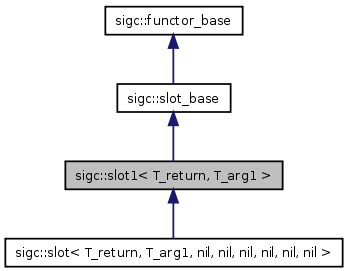 sigc::functor_base
sigc::slot_base
sigc::slot1< T_return, T_arg1 >
sigc::slot< T_return, T_arg1, nil, nil, nil, nil, nil, nil >